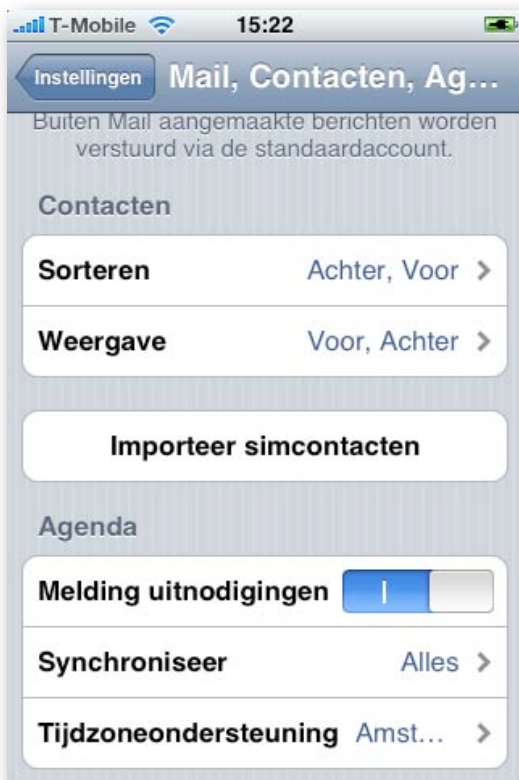 T-Mobile 15:22
Instellingen Mail, Contacten, Ag...
Buiten Mail aangemaakte berichten worden
verstuurd via de standaardaccount.
Contacten
Sorteren Achter, Voor
Weergave Voor, Achter
Importeer simcontacten
Agenda
Melding uitnodigingen
Synchroniseer Alles
Tijdzoneondersteuning Amst...